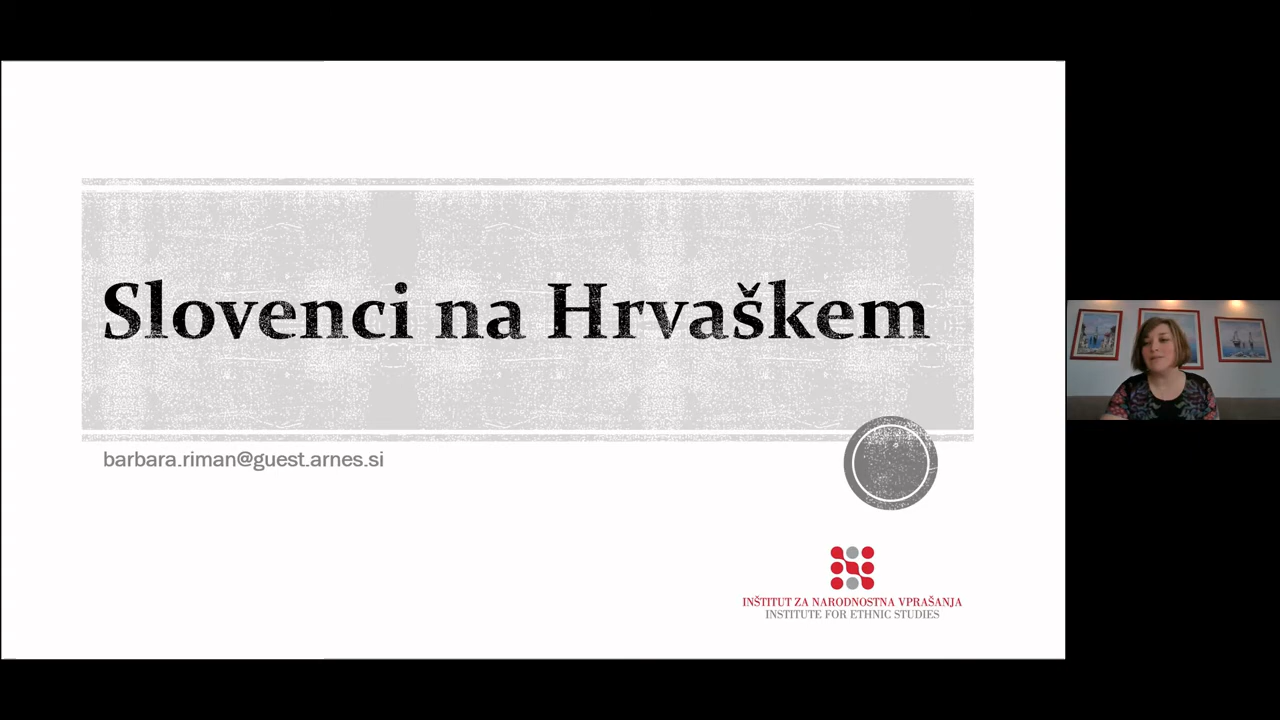 Slovenci na Hrvaškem
barbara.riman@guest.arnes.si
INŠTITUT ZA NARODNOSTNA VPRAŠANJA
INSTITUTE FOR ETHNIC STUDIES